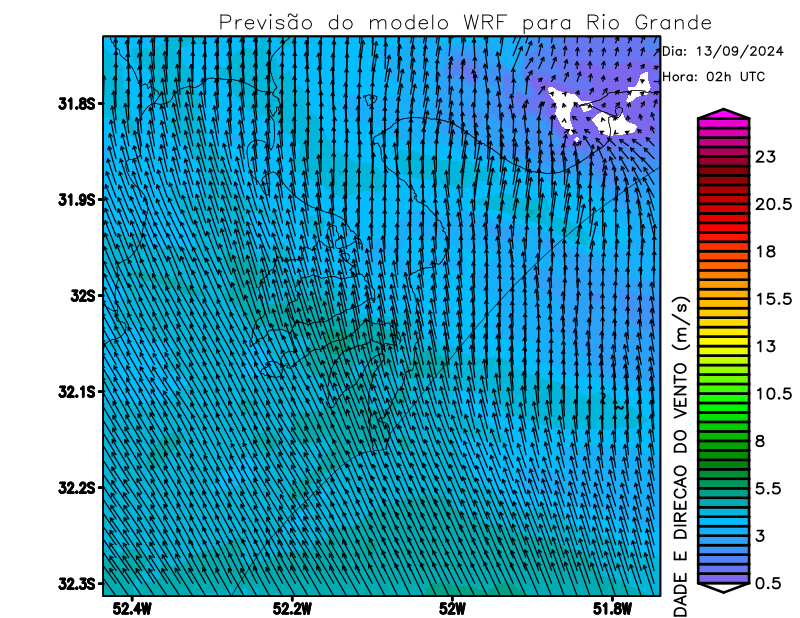 Previsão do modelo WRF para Rio Grande
Dia: 13/09/2024
Hora: 02h UTC
31.8S
31.9S
32S
32.1S
32.2S
32.3S
52.4W
52.2W
52W
51.8W
23
20.5
18
15.5
13
10.5
8
5.5
3
0.5
DADE E DIRECAO DO VENTO (m/s)